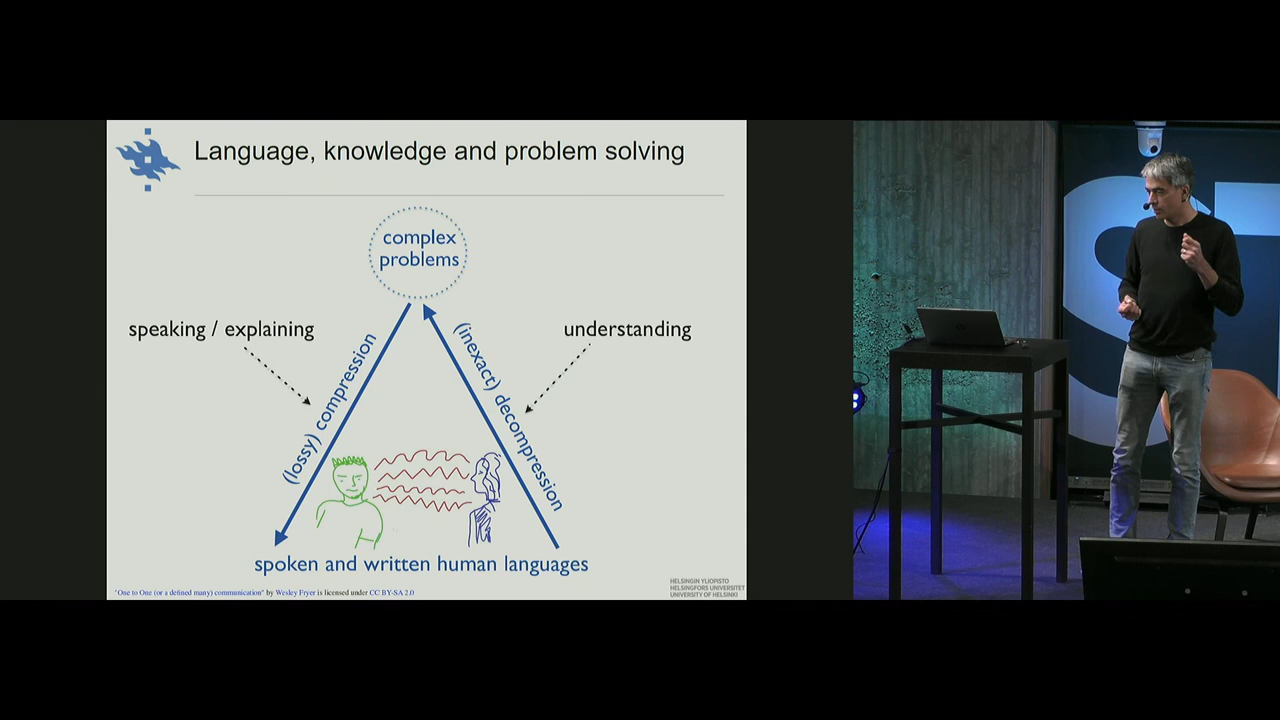 Language, knowledge and problem solving
complex
problems
speaking / explaining
understanding
(lossy) compression
(inexact) decompression
spoken and written human languages
"One to One (or a defined many) communication" by Wesley Fryer is licensed under CC BY-SA 2.0
HELSINGIN YLIOPISTO
HELSINGFORS UNIVERSITET
UNIVERSITY OF HELSINKI